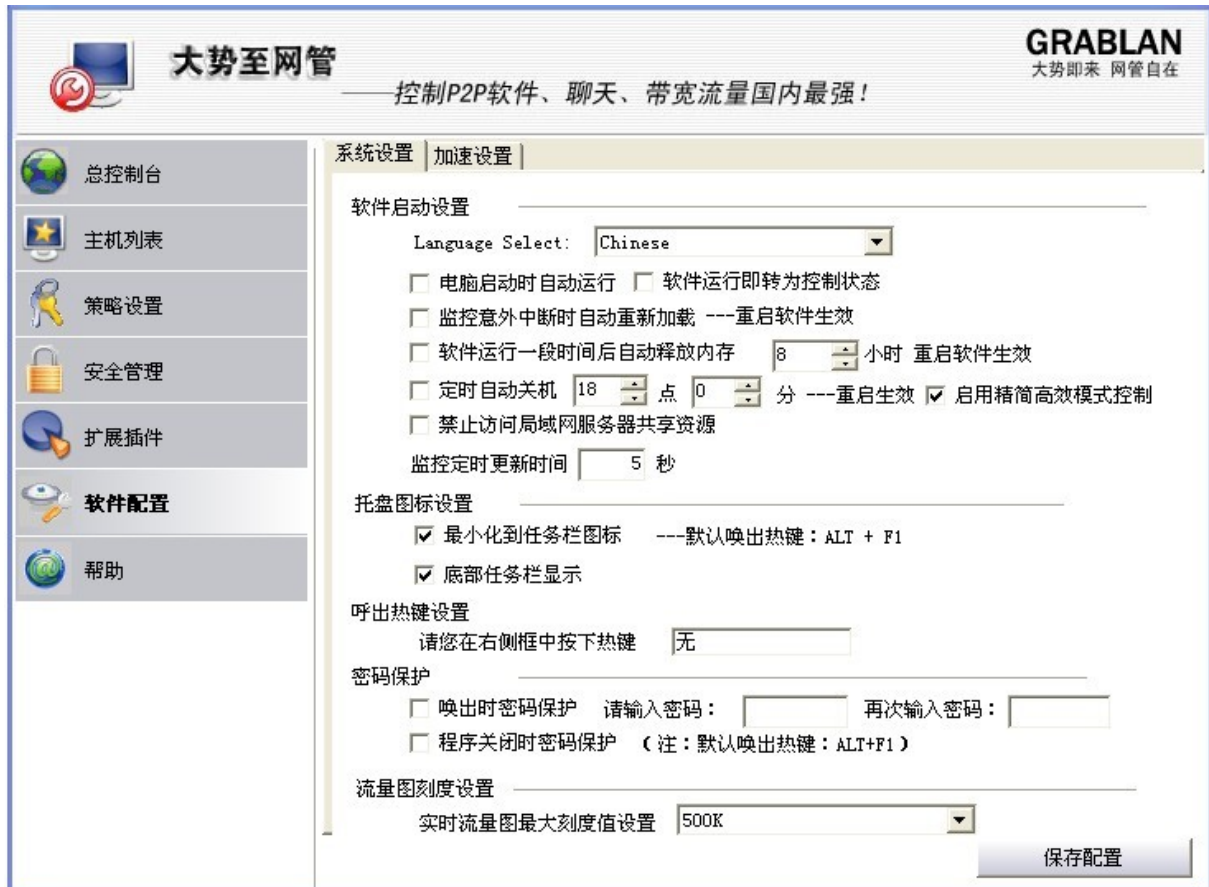 大势至网管
——控制P2P软件、聊天、带宽流量国内最强！
GRABLAN
大势即来 网管自在
总控制台
主机列表
策略设置
安全管理
扩展插件
软件配置
帮助
系统设置 加速设置
软件启动设置
Language Select: Chinese
电脑启动时自动运行 软件运行即转为控制状态
监控意外中断时自动重新加载 ---重启软件生效
软件运行一段时间后自动释放内存 8 小时 重启软件生效
定时自动关机 18 点 0 分 ---重启生效 启用精简高效模式控制
禁止访问局域网服务器共享资源
监控定时更新时间 5 秒
托盘图标设置
最小化到任务栏图标 ---默认唤出热键：ALT + F1
底部任务栏显示
呼出热键设置
请您在右侧框中按下热键 无
密码保护
唤出时密码保护 请输入密码： 再次输入密码：
程序关闭时密码保护 （注：默认唤出热键：ALT+F1）
流量图刻度设置
实时流量图最大刻度值设置 500K
保存配置